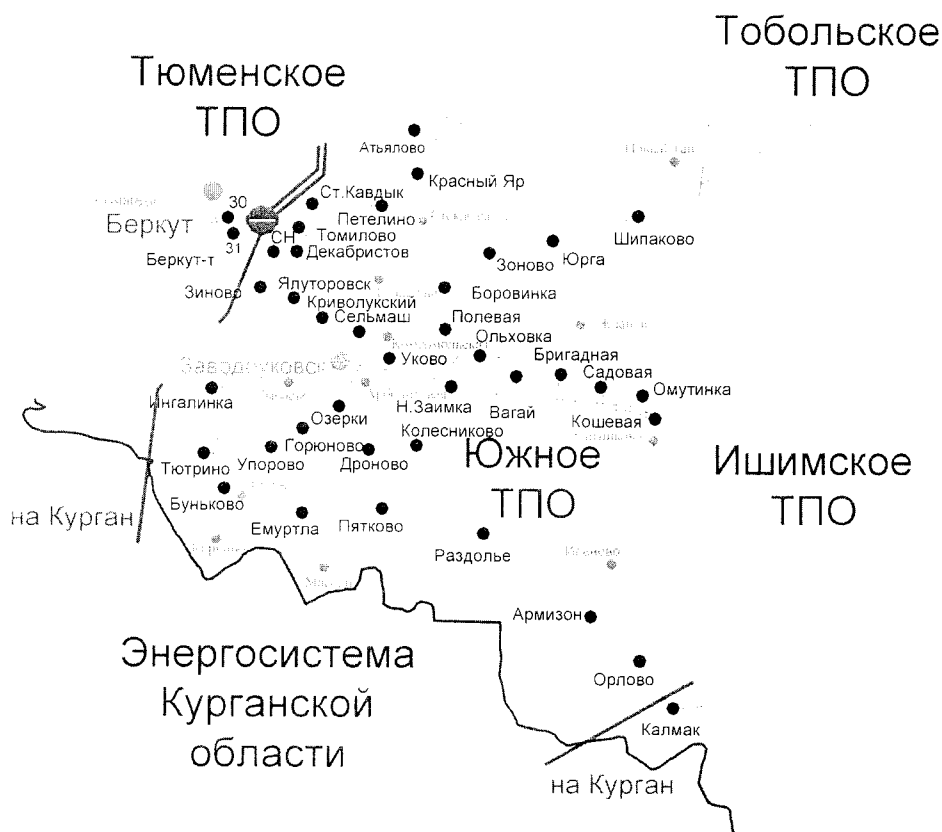 Тобольское
ТПО
Тюменское
ТПО
Атьялово
Красный Яр
Ст.Кавдык
30
Беркут
Петелино
Шипаково
31
СН
Томилово
Беркут-т
Декабристов
Зоново
Юрга
Зиново
Ялуторовск
Криволукский
Боровинка
Сельмаш
Полевая
Ольховка
Уково
Бригадная
Заводоуковск
Садовая
Омутинка
Ингалинка
Н.Заимка
Вагай
Кошевая
Озерки
Колесниково
Горюново
Тютрино
Упорово
Дроново
Южное
ТПО
Ишимское
ТПО
Буньково
на Курган
Емуртла
Пятково
Раздолье
Армизон
Энергосистема
Курганской
области
Орлово
Калмак
на Курган